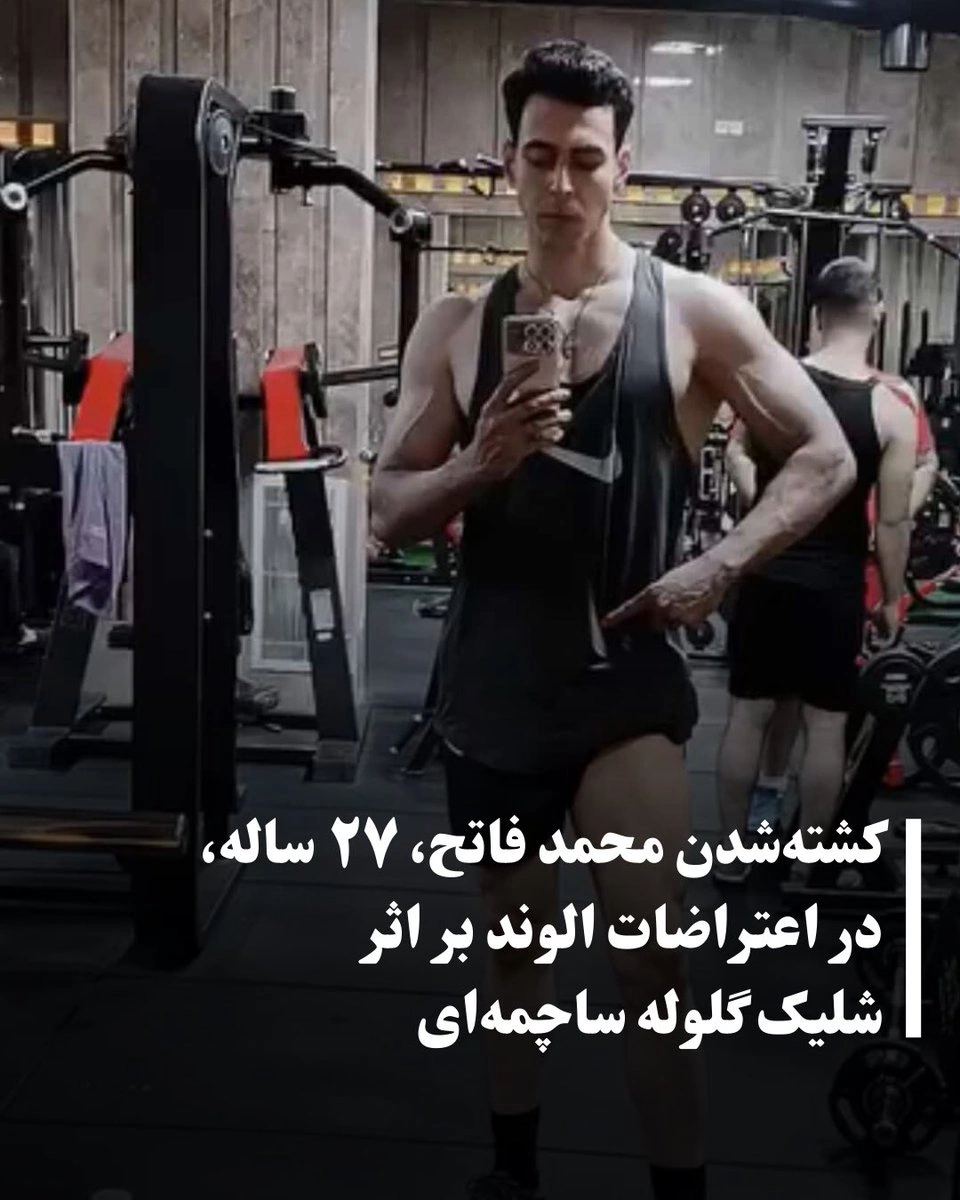 کشته‌شدن محمد فاتح، ۲۷ ساله،
در اعتراضات الوند بر اثر
شلیک گلوله ساچمه‌ای